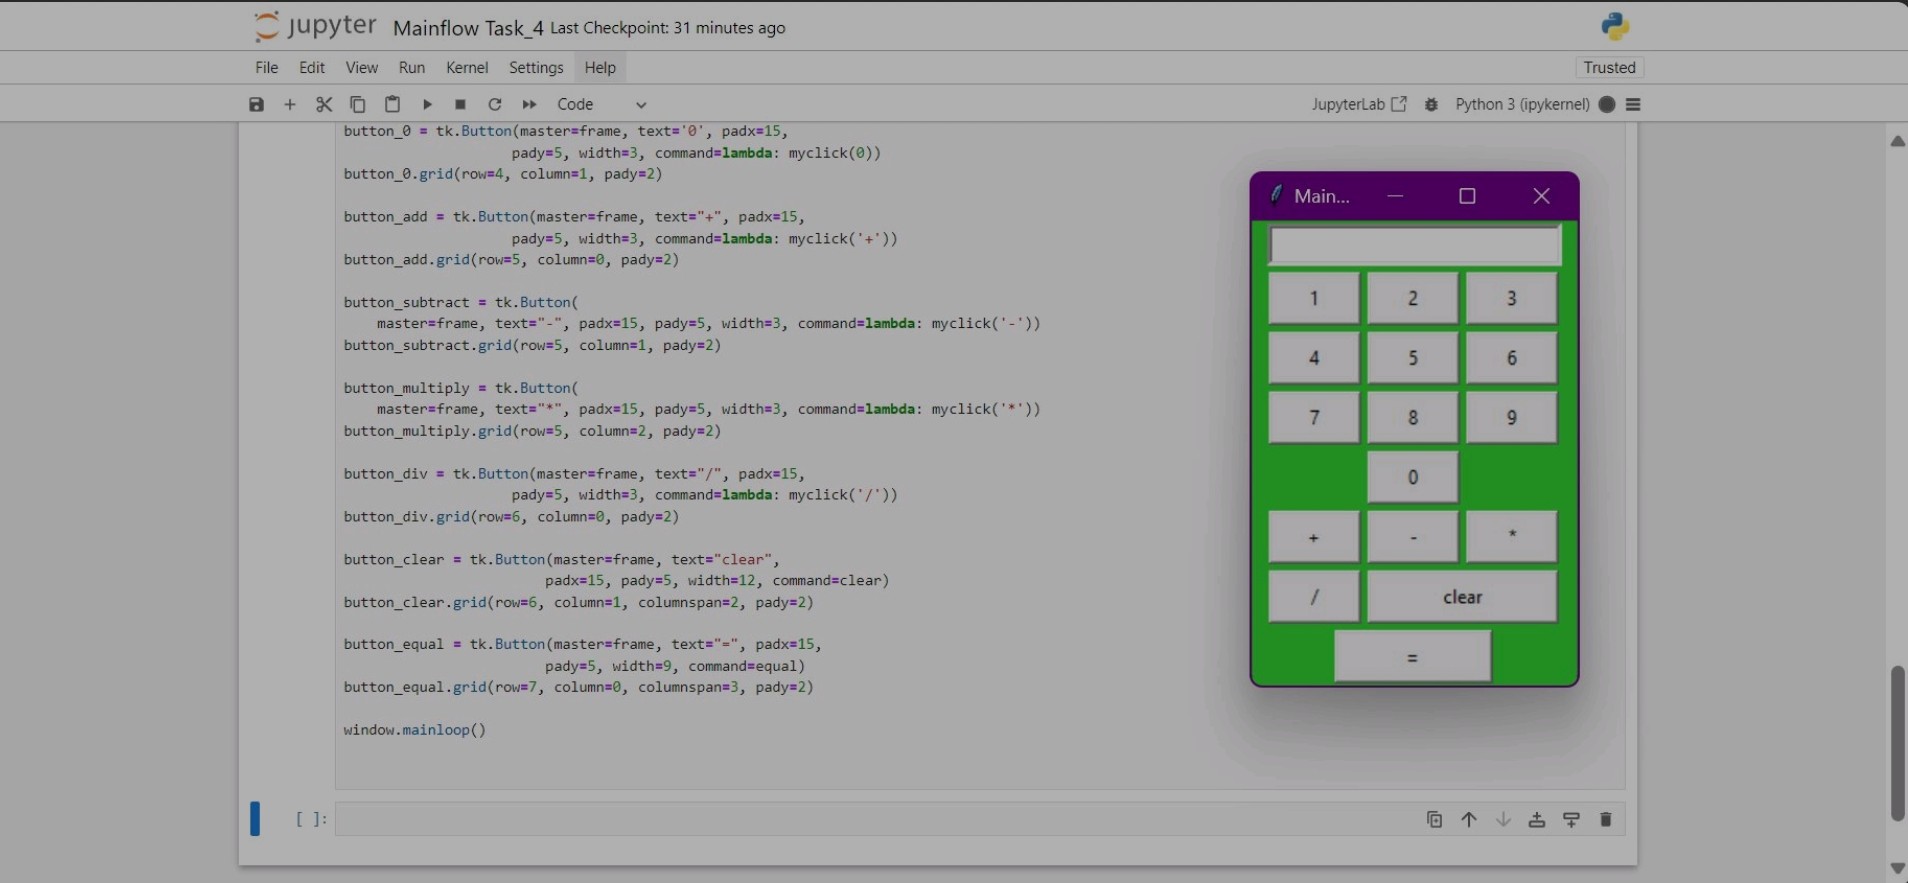 jupyter Mainflow Task_4 Last Checkpoint: 31 minutes ago
File Edit View Run Kernel Settings Help Trusted
Code JupyterLab Python 3 (ipykernel)
button_0 = tk.Button(master=frame, text='0', padx=15,
pady=5, width=3, command=lambda: myclick(0))
button_0.grid(row=4, column=1, pady=2)
button_add = tk.Button(master=frame, text="+", padx=15,
pady=5, width=3, command=lambda: myclick('+'))
button_add.grid(row=5, column=0, pady=2)
button_subtract = tk.Button(
master=frame, text="-", padx=15, pady=5, width=3, command=lambda: myclick('-'))
button_subtract.grid(row=5, column=1, pady=2)
button_multiply = tk.Button(
master=frame, text="*", padx=15, pady=5, width=3, command=lambda: myclick('*'))
button_multiply.grid(row=5, column=2, pady=2)
button_div = tk.Button(master=frame, text="/", padx=15,
pady=5, width=3, command=lambda: myclick('/'))
button_div.grid(row=6, column=0, pady=2)
button_clear = tk.Button(master=frame, text="clear",
padx=15, pady=5, width=12, command=clear)
button_clear.grid(row=6, column=1, columnspan=2, pady=2)
button_equal = tk.Button(master=frame, text="=", padx=15,
pady=5, width=9, command=equal)
button_equal.grid(row=7, column=0, columnspan=3, pady=2)
window.mainloop()
[ ]:
Main...
1 2 3
4 5 6
7 8 9
0
+ - *
/ clear
=